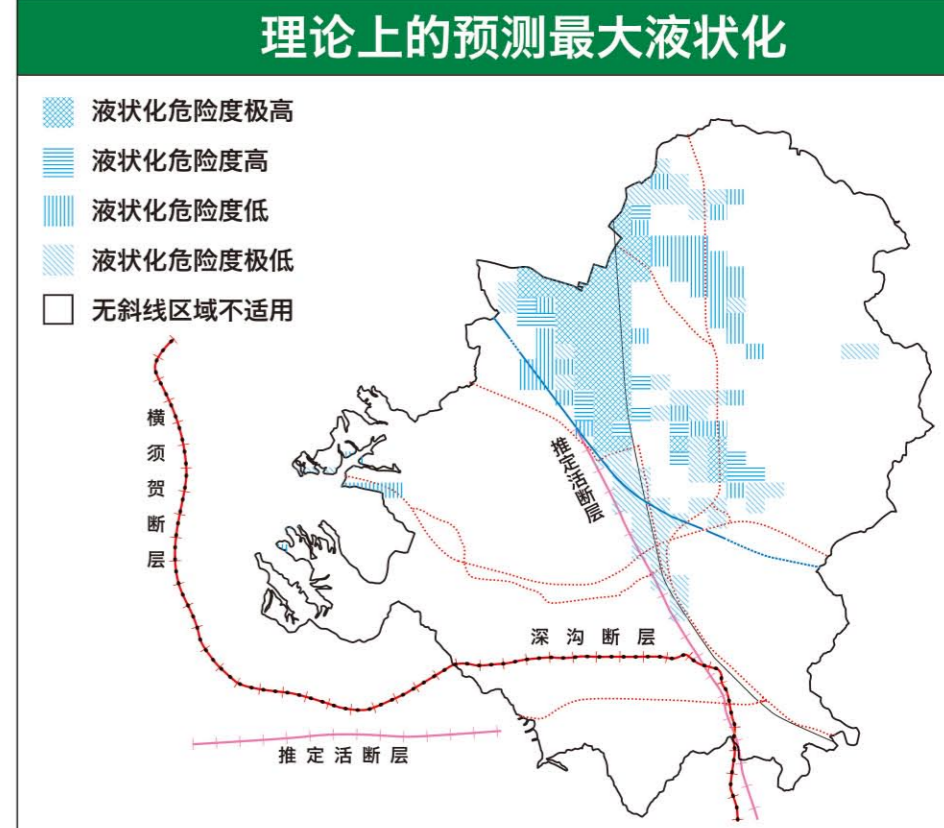 理论上的预测最大液状化
液状化危险度极高
液状化危险度高
液状化危险度低
液状化危险度极低
无斜线区域不适用
横须贺断层
推定活断层
深沟断层
推定活断层